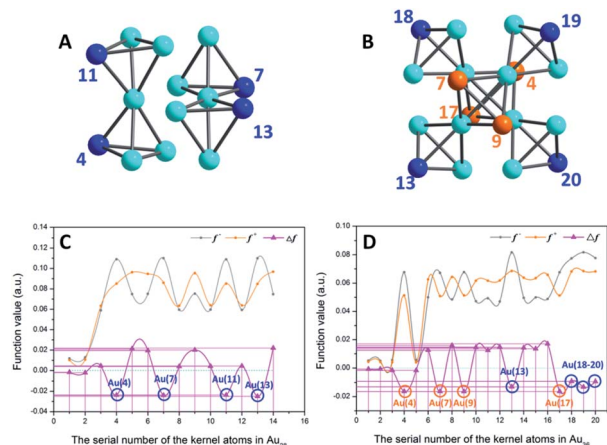 A
11
4
7
13
B
18
19
7
4
17
9
13
20
C
f⁻ f⁺ Δf
Function value (a.u.)
0.14
0.12
0.10
0.08
0.06
0.04
0.02
0.00
-0.02
-0.04
Au(4)
Au(7)
Au(11)
Au(13)
0 2 4 6 8 10 12 14
The serial number of the kernel atoms in Au
D
f⁻ f⁺ Δf
Function value (a.u.)
0.10
0.08
0.06
0.04
0.02
0.00
-0.02
-0.04
Au(18-20)
Au(13)
Au(4)
Au(7)
Au(9)
Au(17)
0 2 4 6 8 10 12 14 16 18 20
The serial number of the kernel atoms in Au